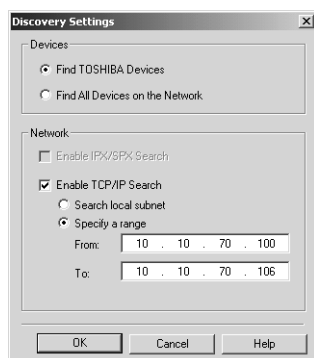 Discovery Settings
Devices
Find TOSHIBA Devices
Find All Devices on the Network
Network
Enable IPX/SPX Search
Enable TCP/IP Search
Search local subnet
Specify a range
From: 10 . 10 . 70 . 100
To: 10 . 10 . 70 . 106
OK Cancel Help